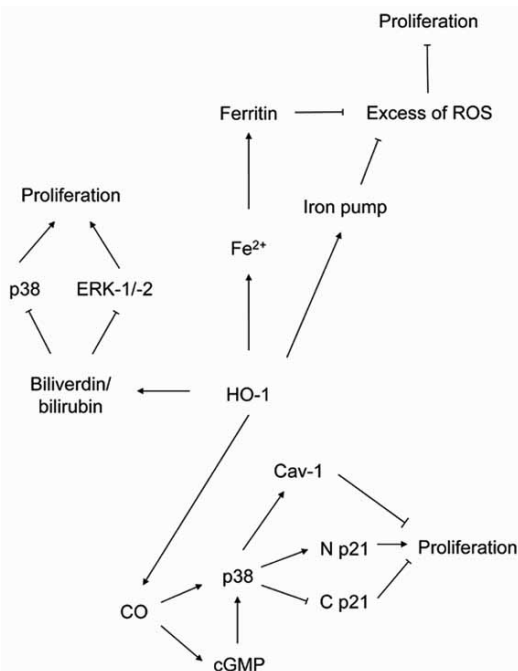 Proliferation
Ferritin
Excess of ROS
Proliferation
Iron pump
Fe²⁺
p38
ERK-1/-2
Biliverdin/
bilirubin
HO-1
Cav-1
N p21
Proliferation
p38
C p21
CO
cGMP